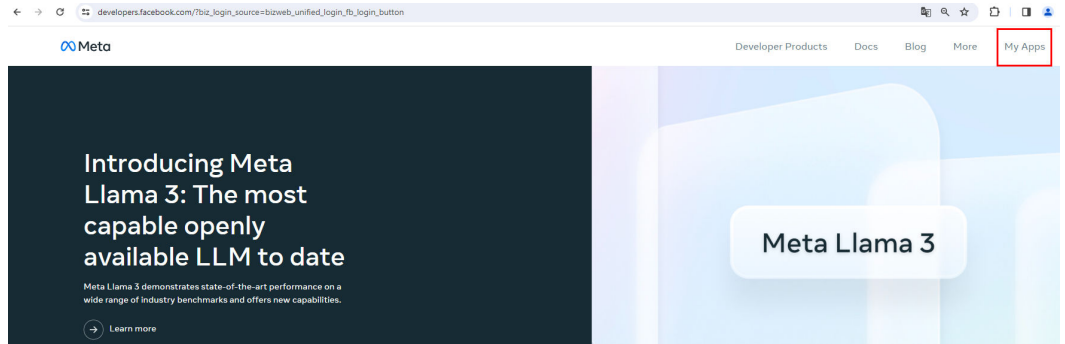 developers.facebook.com/?biz_login_source=bizweb_unified_login_fb_login_button
Meta
Developer Products Docs Blog More My Apps
Introducing Meta
Llama 3: The most
capable openly
available LLM to date
Meta Llama 3 demonstrates state-of-the-art performance on a
wide range of industry benchmarks and offers new capabilities.
Learn more
Meta Llama 3